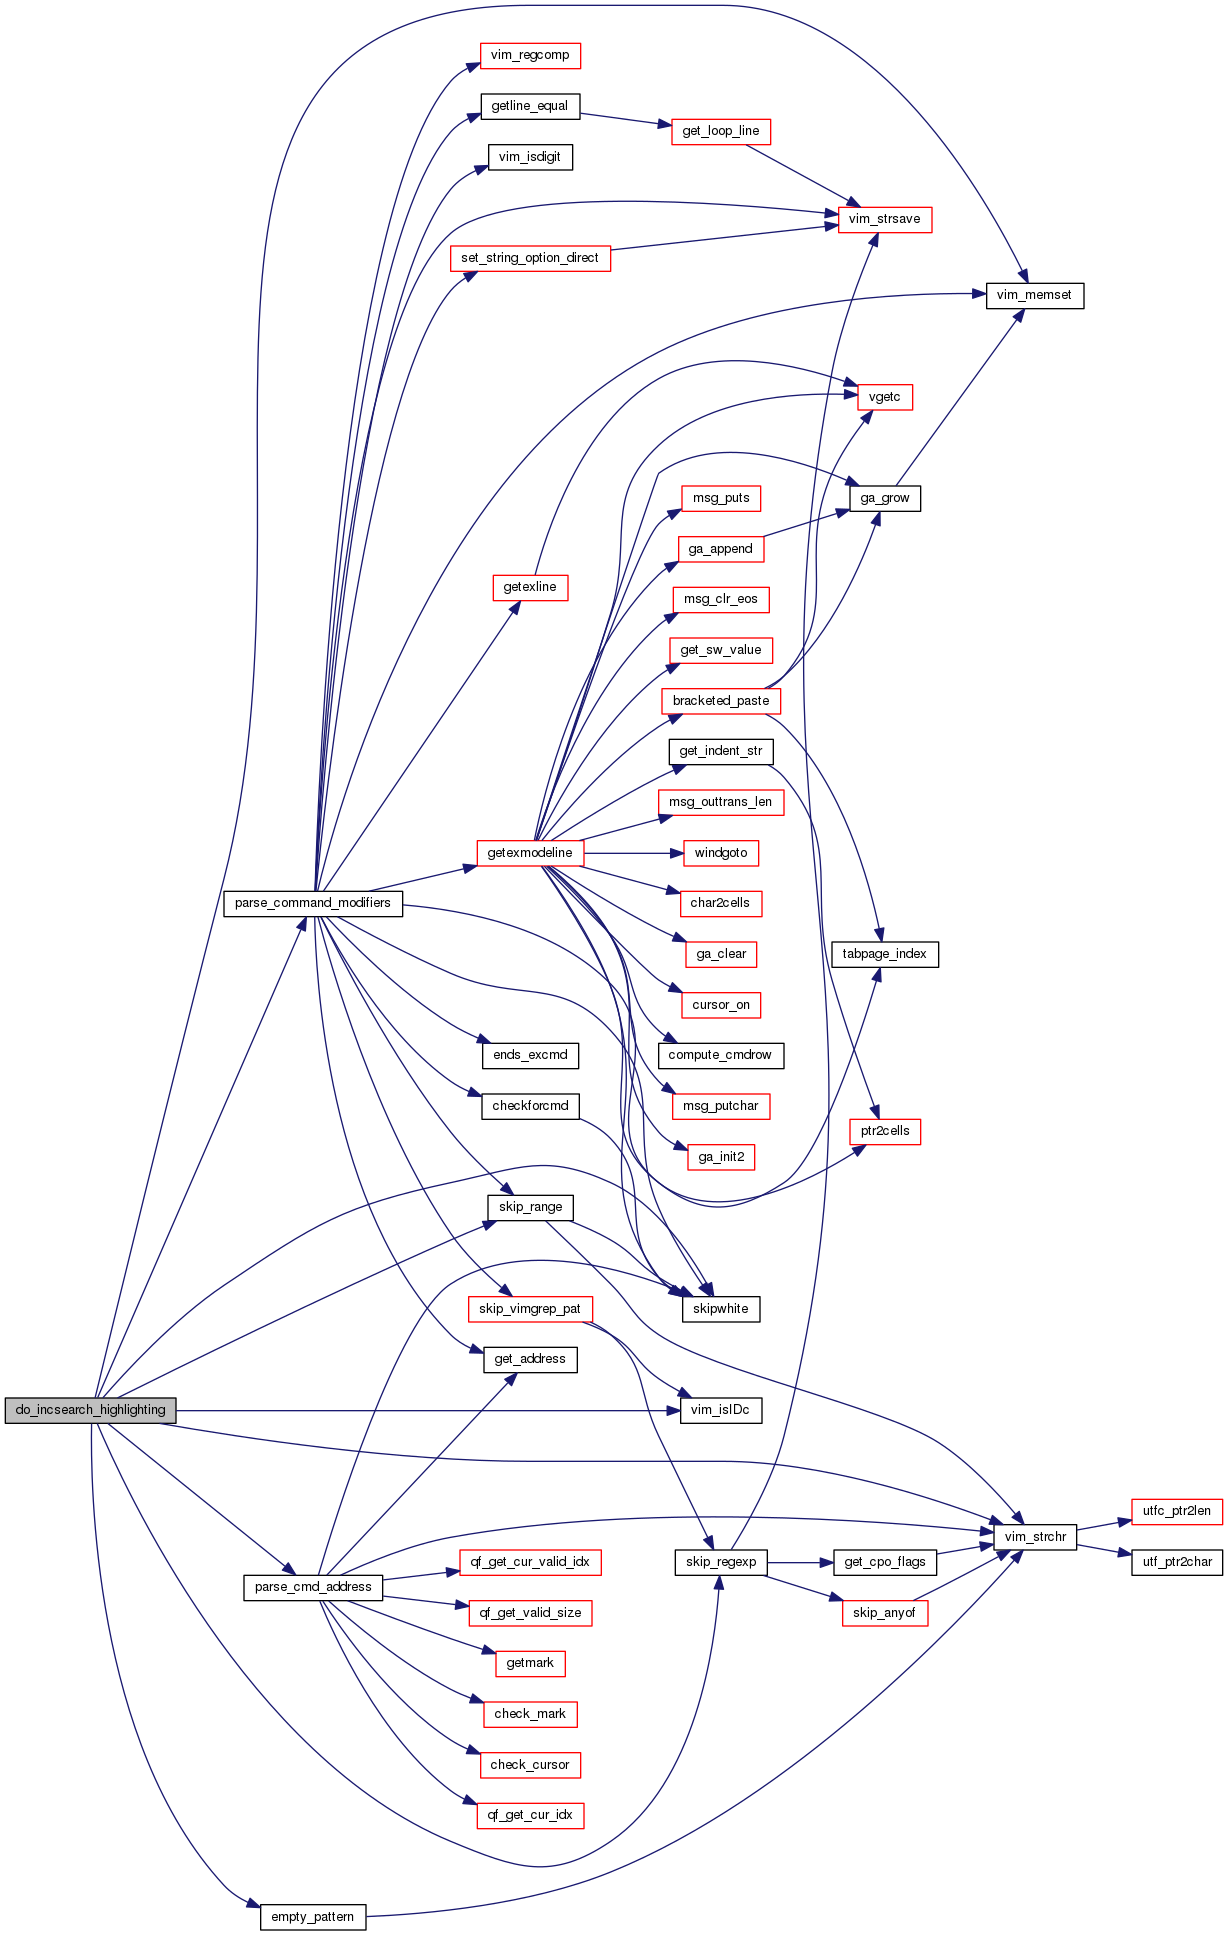 vim_regcomp
getline_equal
get_loop_line
vim_isdigit
vim_strsave
set_string_option_direct
vim_memset
vgetc
msg_puts
ga_grow
ga_append
getexline
msg_clr_eos
get_sw_value
bracketed_paste
get_indent_str
msg_outtrans_len
getexmodeline
windgoto
parse_command_modifiers
char2cells
ga_clear
tabpage_index
cursor_on
ends_excmd
compute_cmdrow
checkforcmd
msg_putchar
ptr2cells
ga_init2
skip_range
skip_vimgrep_pat
skipwhite
get_address
do_incsearch_highlighting
vim_isIDc
utfc_ptr2len
vim_strchr
qf_get_cur_valid_idx
skip_regexp
get_cpo_flags
utf_ptr2char
parse_cmd_address
qf_get_valid_size
skip_anyof
getmark
check_mark
check_cursor
qf_get_cur_idx
empty_pattern